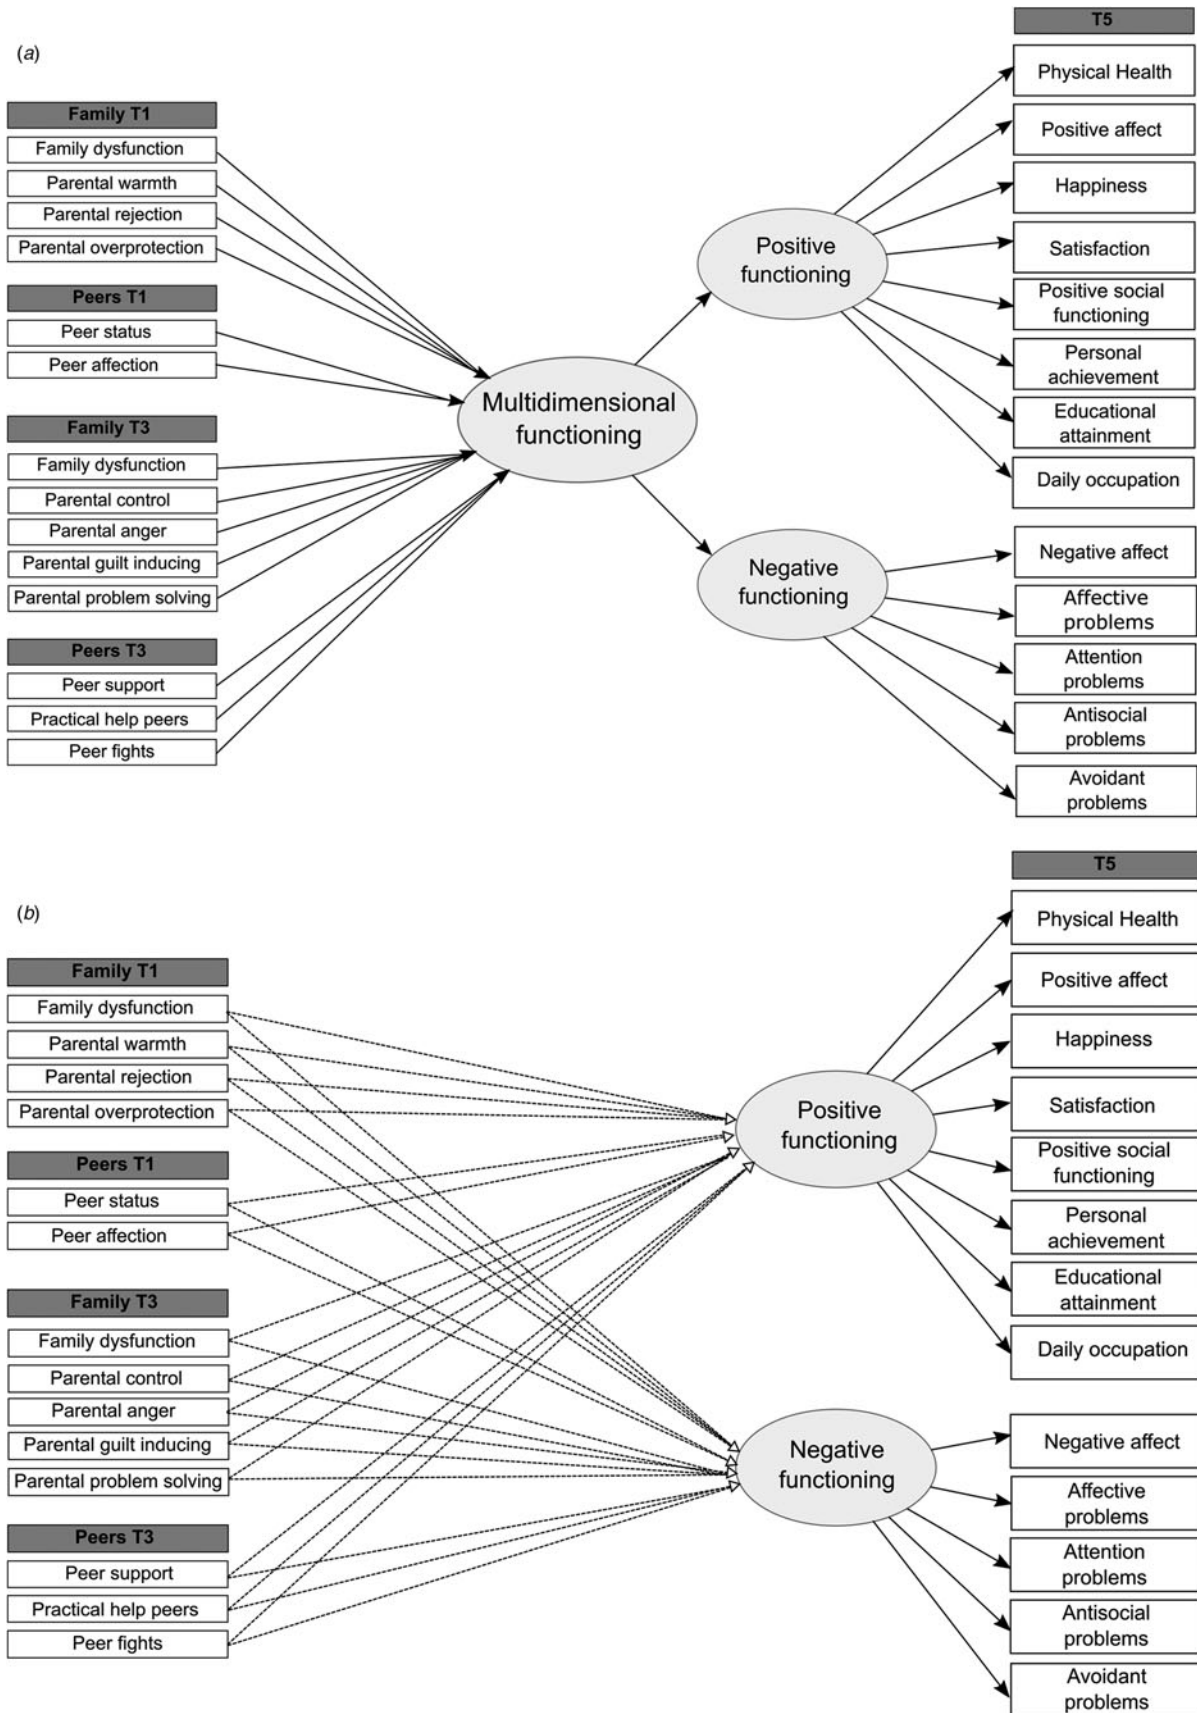 (a)
Family T1
Family dysfunction
Parental warmth
Parental rejection
Parental overprotection
Peers T1
Peer status
Peer affection
Family T3
Family dysfunction
Parental control
Parental anger
Parental guilt inducing
Parental problem solving
Peers T3
Peer support
Practical help peers
Peer fights
Multidimensional
functioning
Positive
functioning
Negative
functioning
T5
Physical Health
Positive affect
Happiness
Satisfaction
Positive social
functioning
Personal
achievement
Educational
attainment
Daily occupation
Negative affect
Affective
problems
Attention
problems
Antisocial
problems
Avoidant
problems
(b)
Family T1
Family dysfunction
Parental warmth
Parental rejection
Parental overprotection
Peers T1
Peer status
Peer affection
Family T3
Family dysfunction
Parental control
Parental anger
Parental guilt inducing
Parental problem solving
Peers T3
Peer support
Practical help peers
Peer fights
Positive
functioning
Negative
functioning
T5
Physical Health
Positive affect
Happiness
Satisfaction
Positive social
functioning
Personal
achievement
Educational
attainment
Daily occupation
Negative affect
Affective
problems
Attention
problems
Antisocial
problems
Avoidant
problems